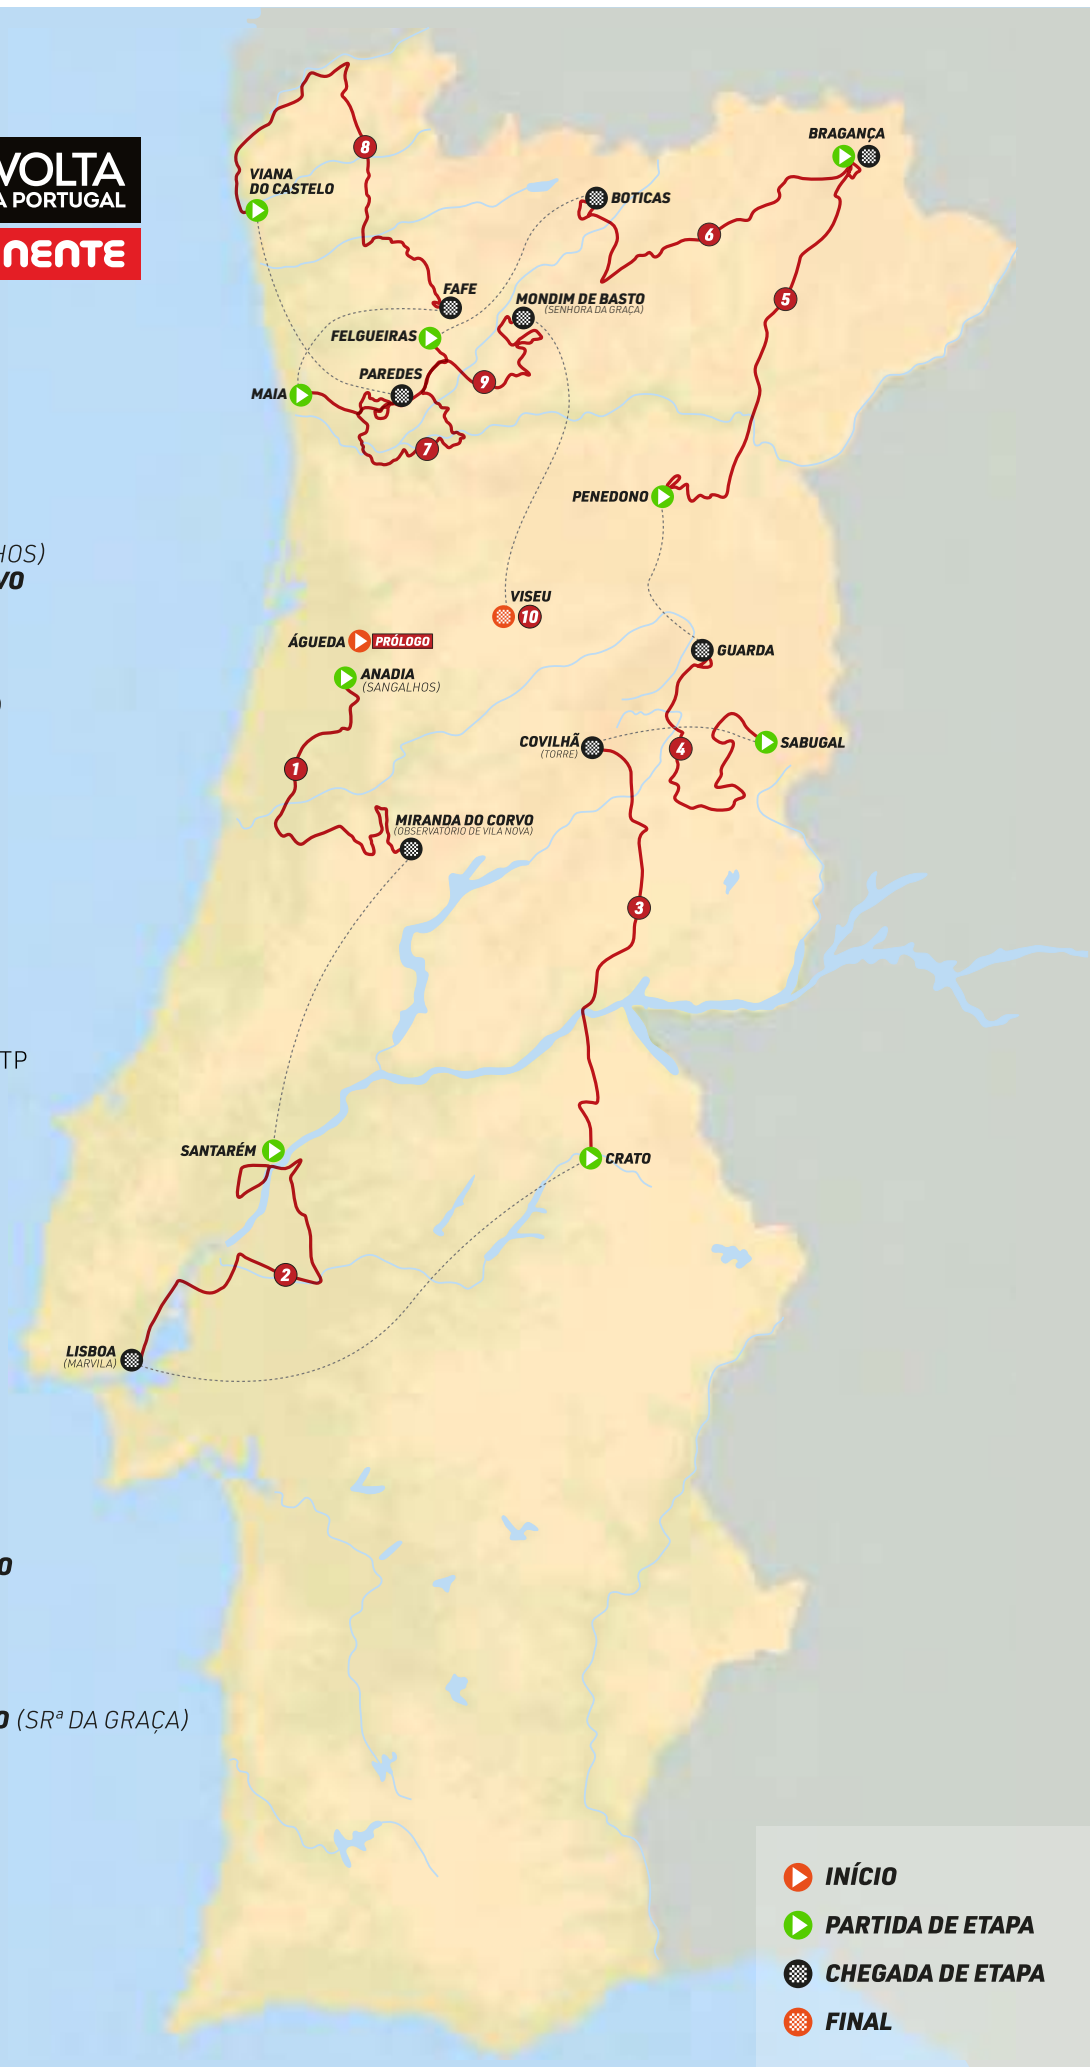 VOLTA
A PORTUGAL
NENTE
BRAGANÇA
8
VIANA
DO CASTELO
BOTICAS
6
5
FAFE
MONDIM DE BASTO
(SENHORA DA GRAÇA)
FELGUEIRAS
PAREDES
9
MAIA
7
PENEDONO
HOS)
VO
VISEU
10
ÁGUEDA
PRÓLOGO
GUARDA
ANADIA
(SANGALHOS)
)
COVILHÃ
(TORRE)
4
SABUGAL
1
MIRANDA DO CORVO
(OBSERVATÓRIO DE VILA NOVA)
3
TP
SANTARÉM
CRATO
2
LISBOA
(MARVILA)
O
O (SRª DA GRAÇA)
INÍCIO
PARTIDA DE ETAPA
CHEGADA DE ETAPA
FINAL